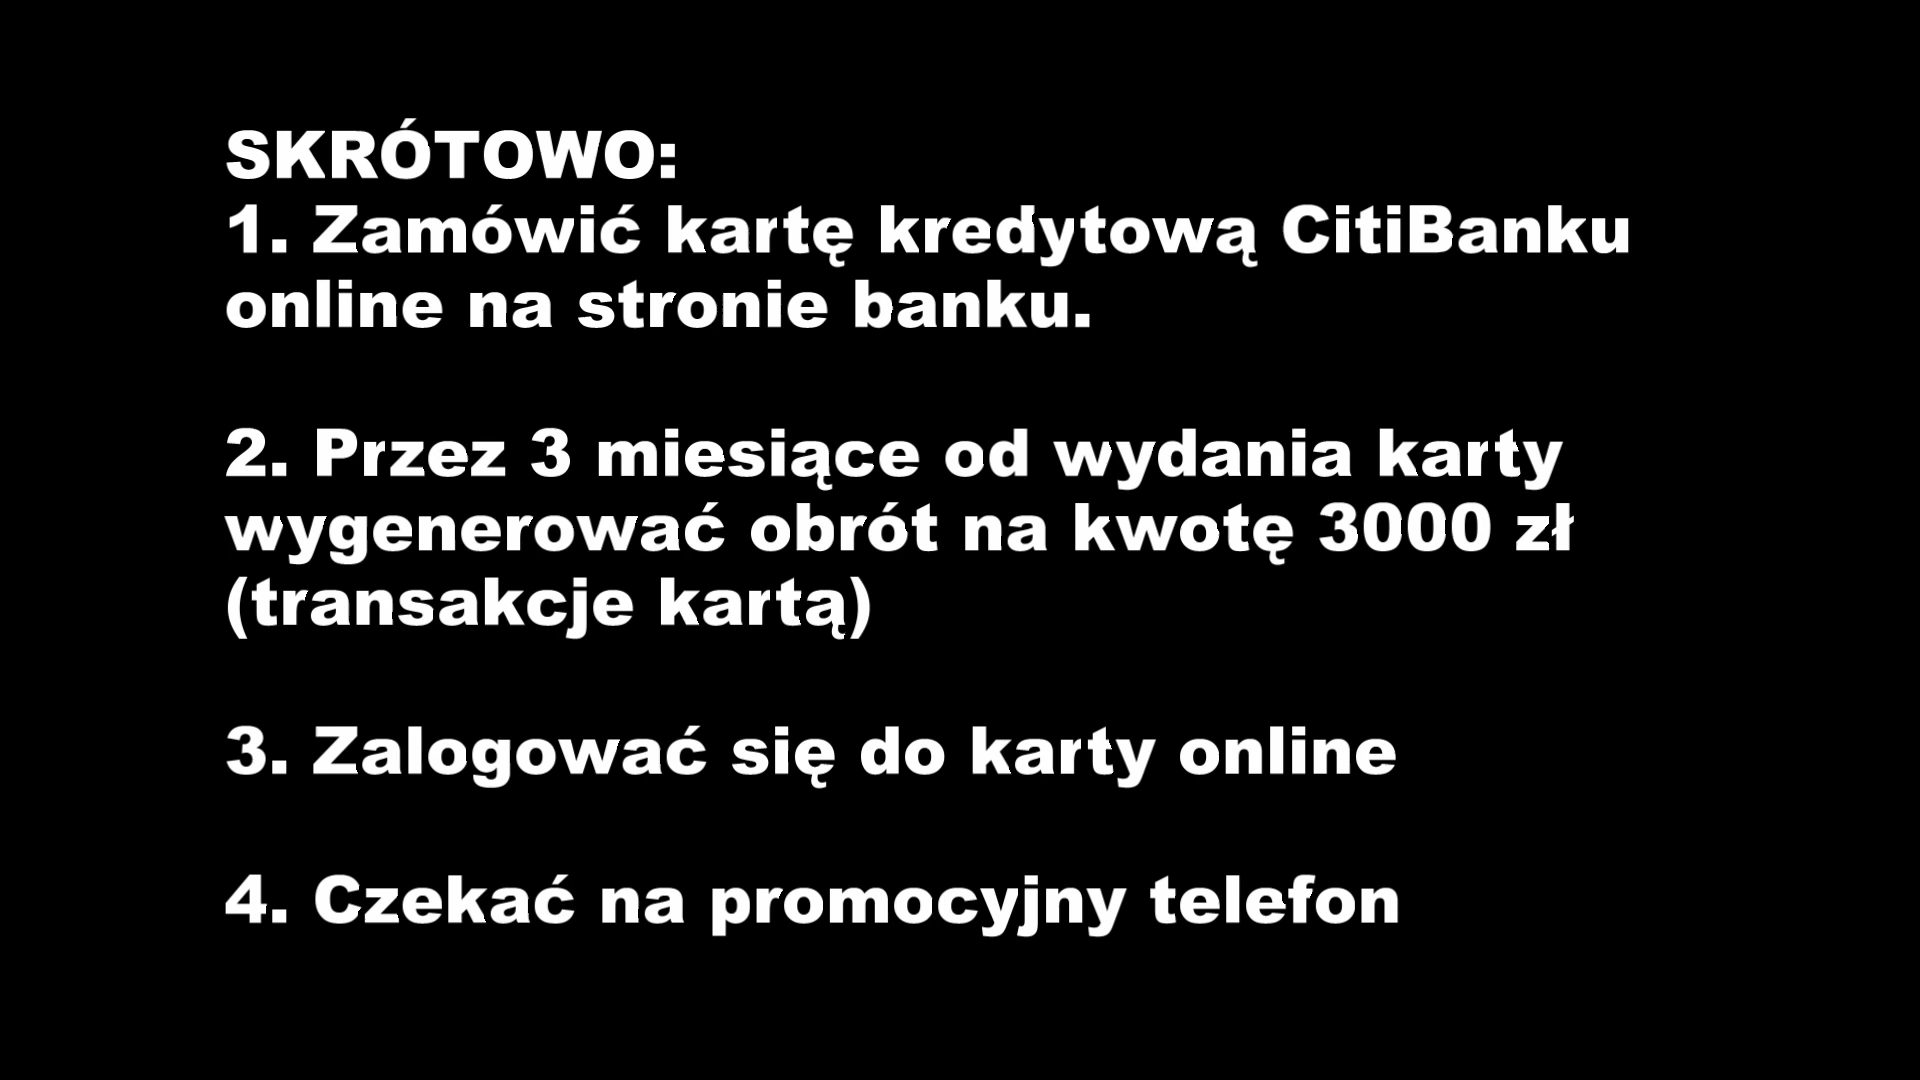 SKRÓTOWO:
1. Zamówić kartę kredytową CitiBanku
online na stronie banku.
2. Przez 3 miesiące od wydania karty
wygenerować obrót na kwotę 3000 zł
(transakcje kartą)
3. Zalogować się do karty online
4. Czekać na promocyjny telefon